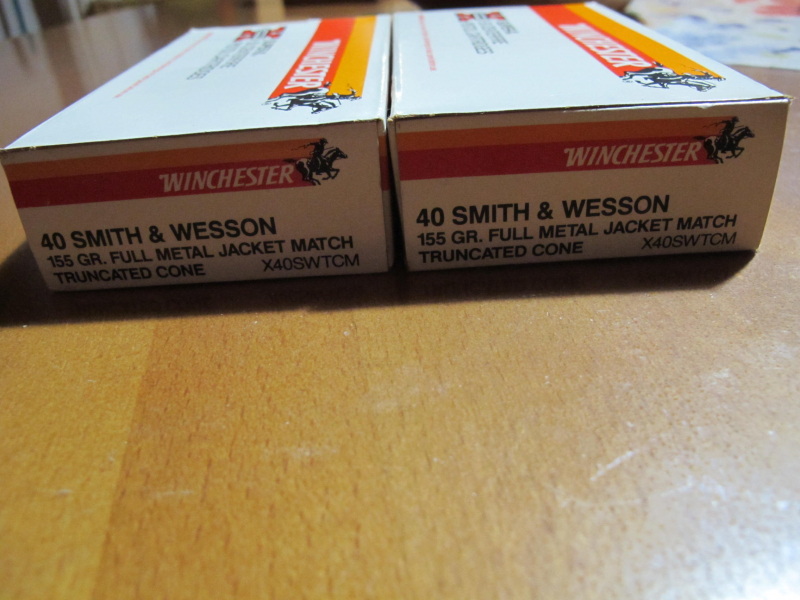 WINCHESTER
WINCHESTER
WINCHESTER
40 SMITH & WESSON
155 GR. FULL METAL JACKET MATCH
TRUNCATED CONE X40SWTCM
WINCHESTER
40 SMITH & WESSON
155 GR. FULL METAL JACKET MATCH
TRUNCATED CONE X40SWTCM